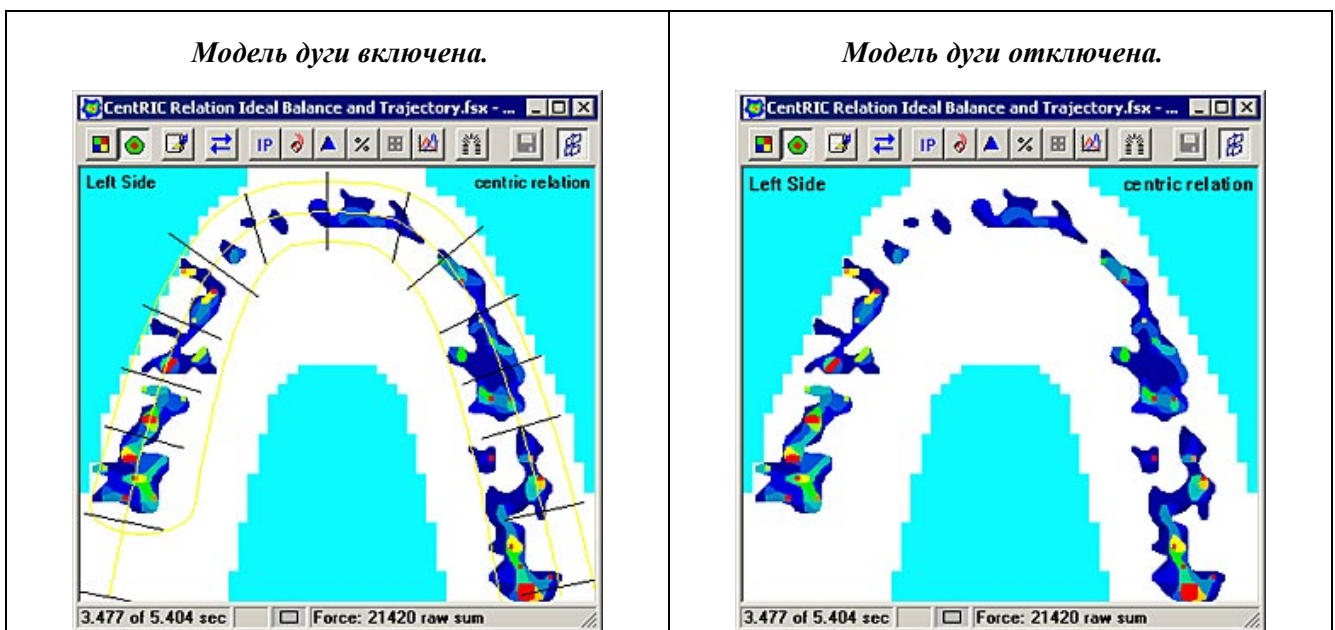 Модель дуги включена.
CentRIC Relation Ideal Balance and Trajectory.fsx - ...
IP
%
Left Side
centric relation
3.477 of 5.404 sec
Force: 21420 raw sum
Модель дуги отключена.
CentRIC Relation Ideal Balance and Trajectory.fsx - ...
IP
%
Left Side
centric relation
3.477 of 5.404 sec
Force: 21420 raw sum